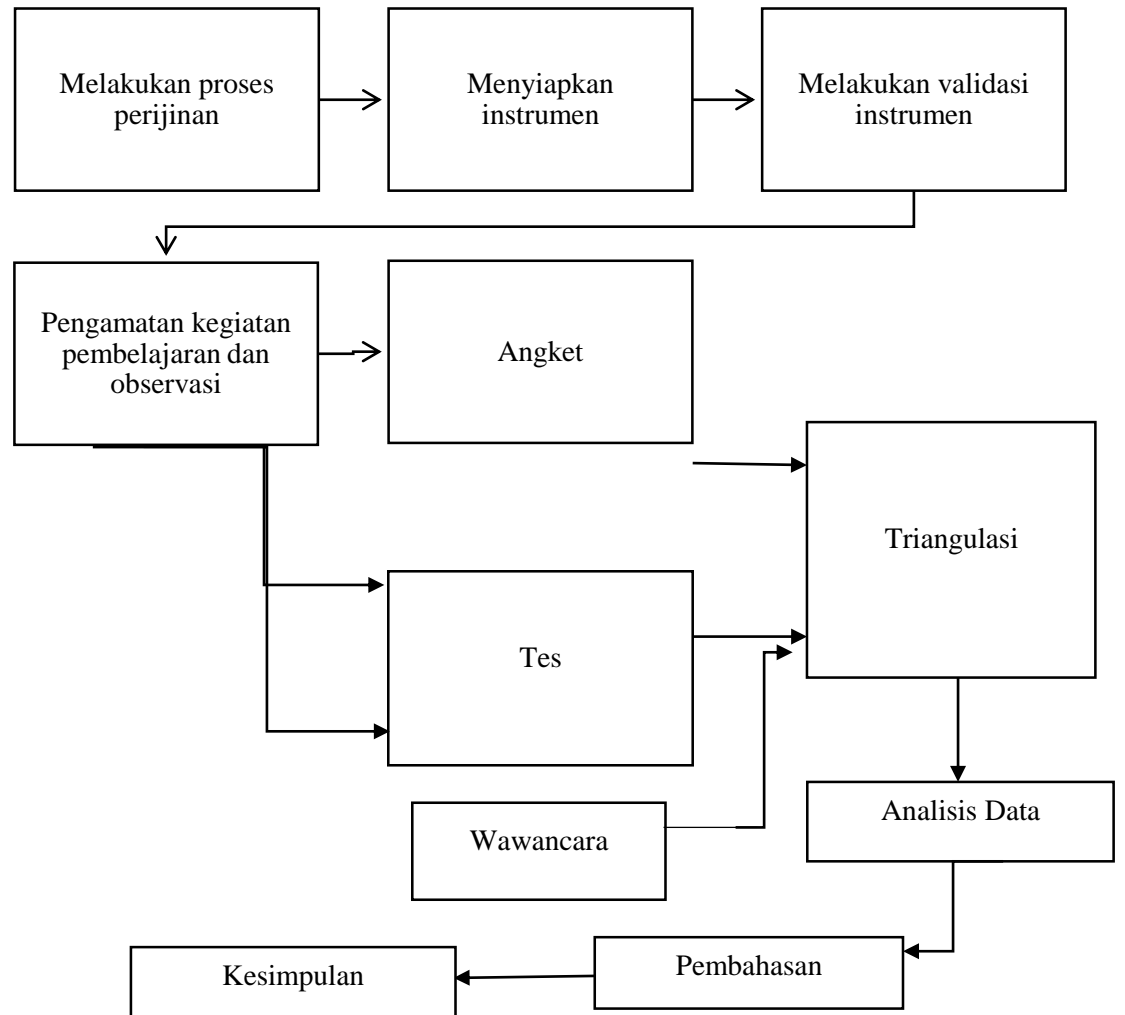 Melakukan proses
perijinan
Menyiapkan
instrumen
Melakukan validasi
instrumen
Pengamatan kegiatan
pembelajaran dan
observasi
Angket
Triangulasi
Tes
Wawancara
Analisis Data
Pembahasan
Kesimpulan